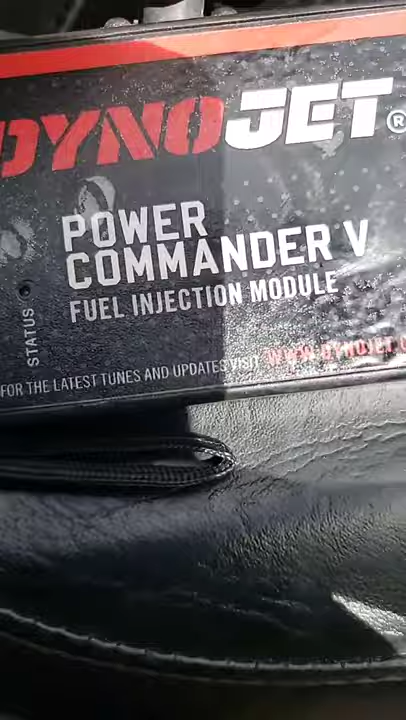 DYNOJET®
POWER
COMMANDER V
FUEL INJECTION MODULE
STATUS
FOR THE LATEST TUNES AND UPDATES VISIT WWW.DYNOJET.C